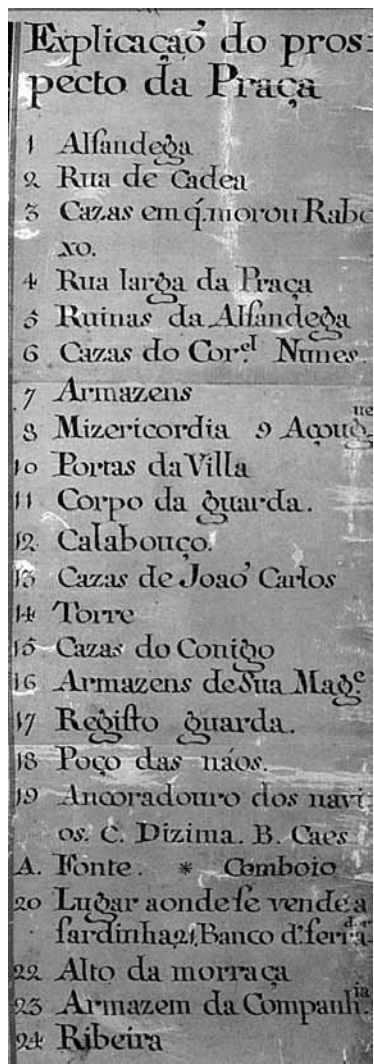 Explicação do pros=
pecto da Praça
1 Alfandega
2 Rua de Cadea
3 Cazas em q̃. morou Rabo
xo.
4 Rua larga da Praça
5 Ruinas da Alfandega
6 Cazas do Cor.el Nunes.
7 Armazens
8 Mizericordia 9 Açougue
10 Portas da Villa
11 Corpo da guarda.
12 Calabouço.
13 Cazas de João Carlos
14 Torre
15 Cazas do Conigo
16 Armazens de Sua Mag.e
17 Regiſto guarda.
18 Poço das náos.
19 Ancoradouro dos navi
os. C. Dizima. B. Caes
A. Fonte. * Comboio
20 Lugar aonde ſe vende a
ſardinha, 21, Banco d'
22 Alto da morraça
23 Armazem da Companh.ia
24 Ribeira